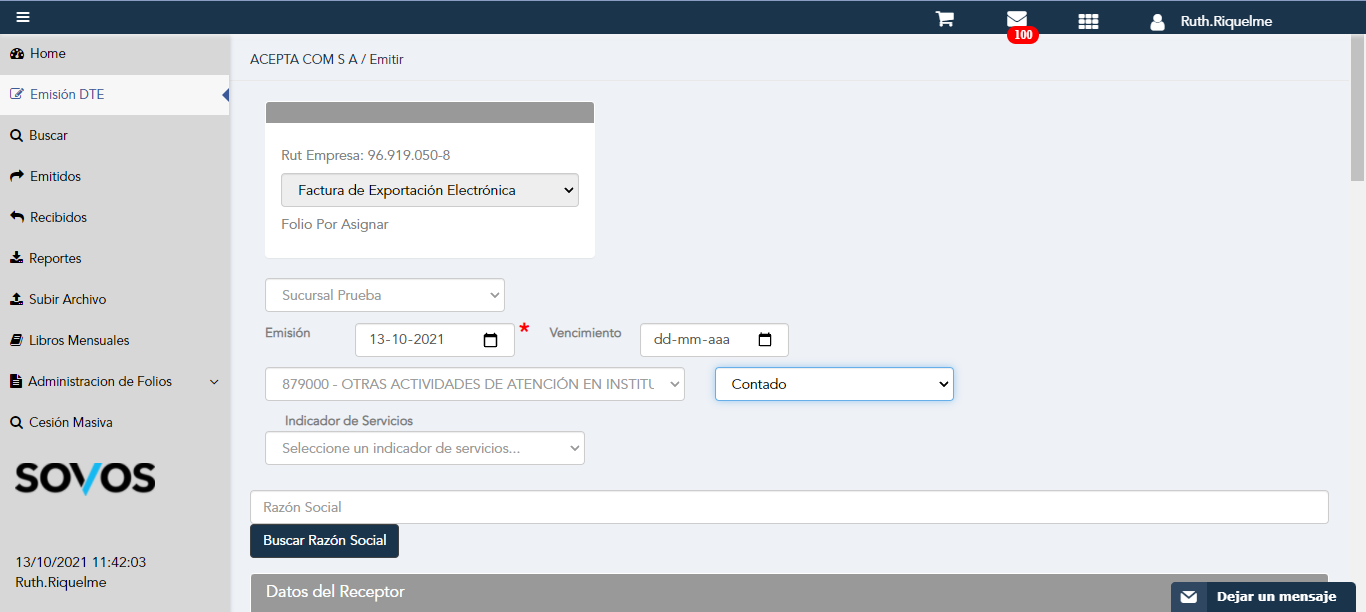 100
Ruth.Riquelme
Home
Emisión DTE
Buscar
Emitidos
Recibidos
Reportes
Subir Archivo
Libros Mensuales
Administracion de Folios
Cesión Masiva
SOVOS
13/10/2021 11:42:03
Ruth.Riquelme
ACEPTA COM S A / Emitir
Rut Empresa: 96.919.050-8
Factura de Exportación Electrónica
Folio Por Asignar
Sucursal Prueba
Emisión 13-10-2021 * Vencimiento dd-mm-aaa
879000 - OTRAS ACTIVIDADES DE ATENCIÓN EN INSTITU Contado
Indicador de Servicios
Seleccione un indicador de servicios...
Razón Social
Buscar Razón Social
Datos del Receptor
Dejar un mensaje